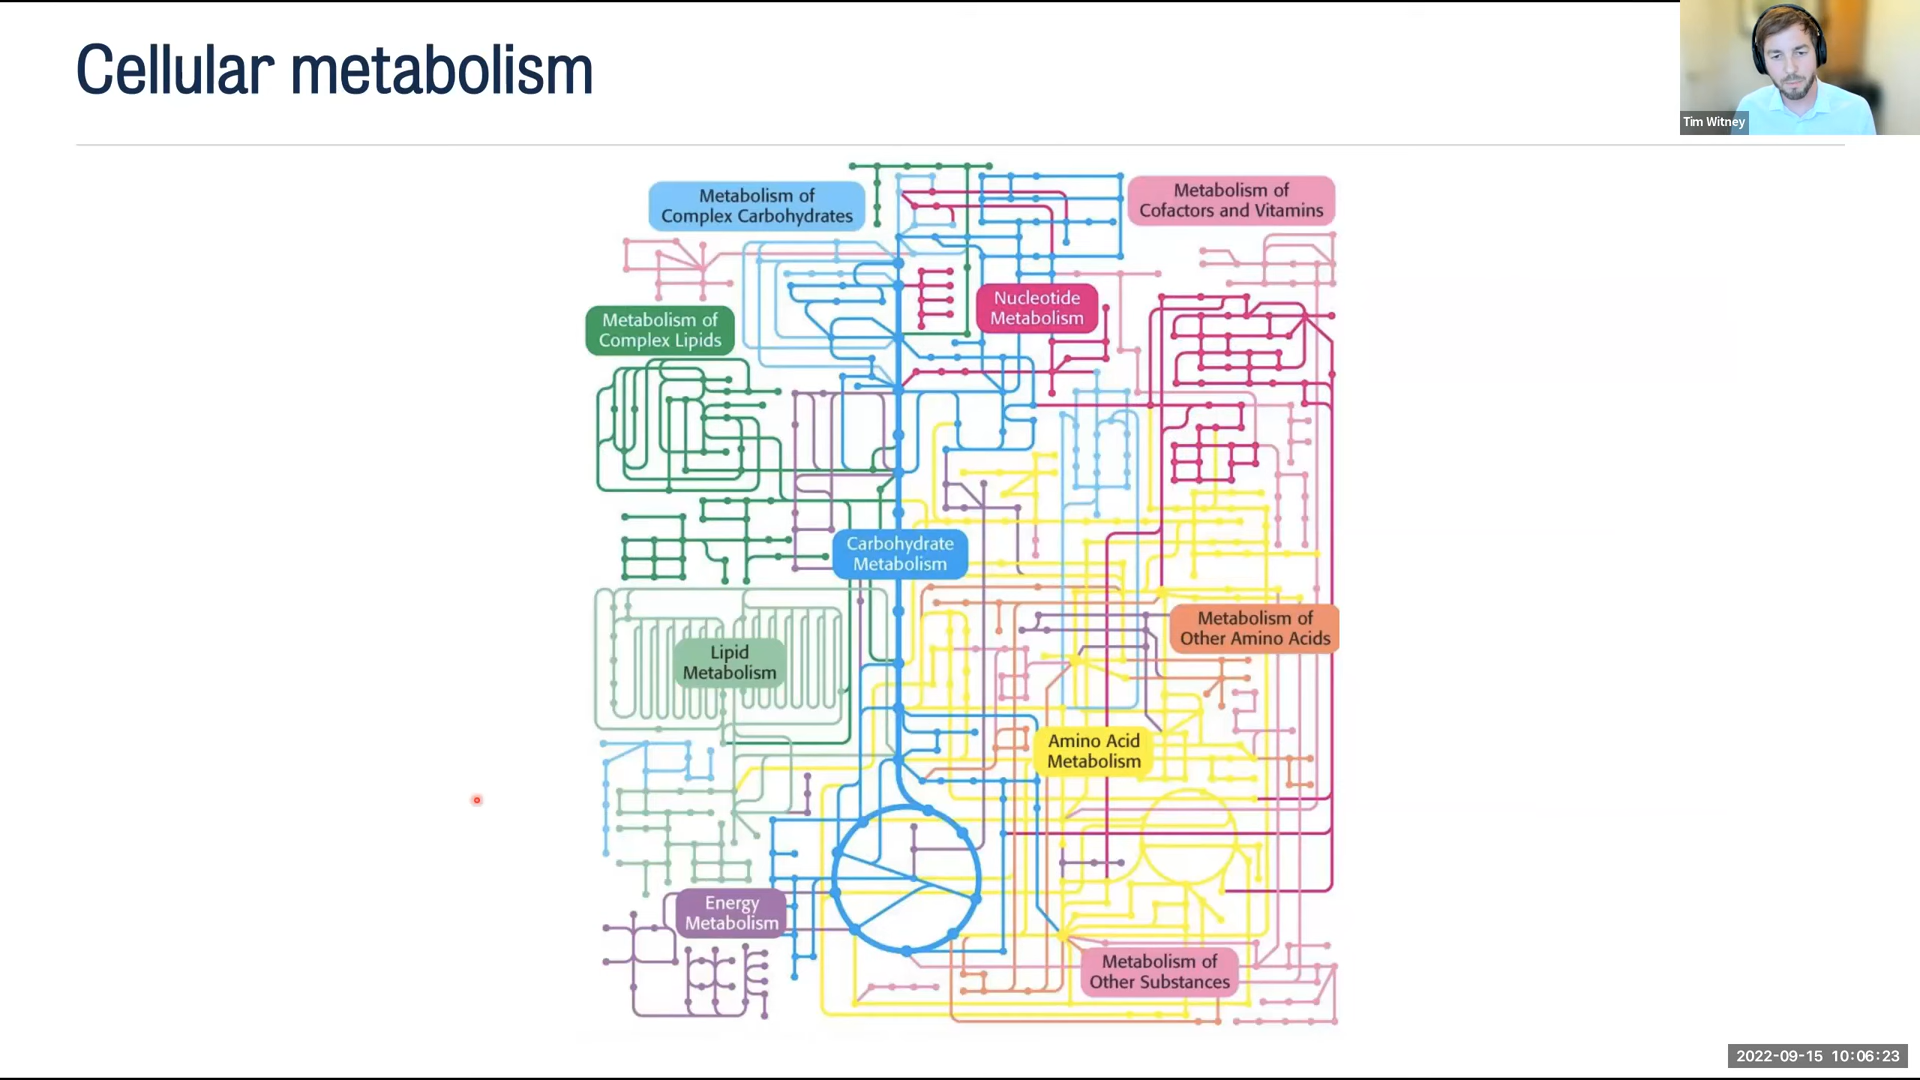 Cellular metabolism
Tim Witney
Metabolism of
Complex Carbohydrates
Metabolism of
Cofactors and Vitamins
Nucleotide
Metabolism
Metabolism of
Complex Lipids
Carbohydrate
Metabolism
Metabolism of
Other Amino Acids
Lipid
Metabolism
Amino Acid
Metabolism
Energy
Metabolism
Metabolism of
Other Substances
2022-09-15 10:06:23